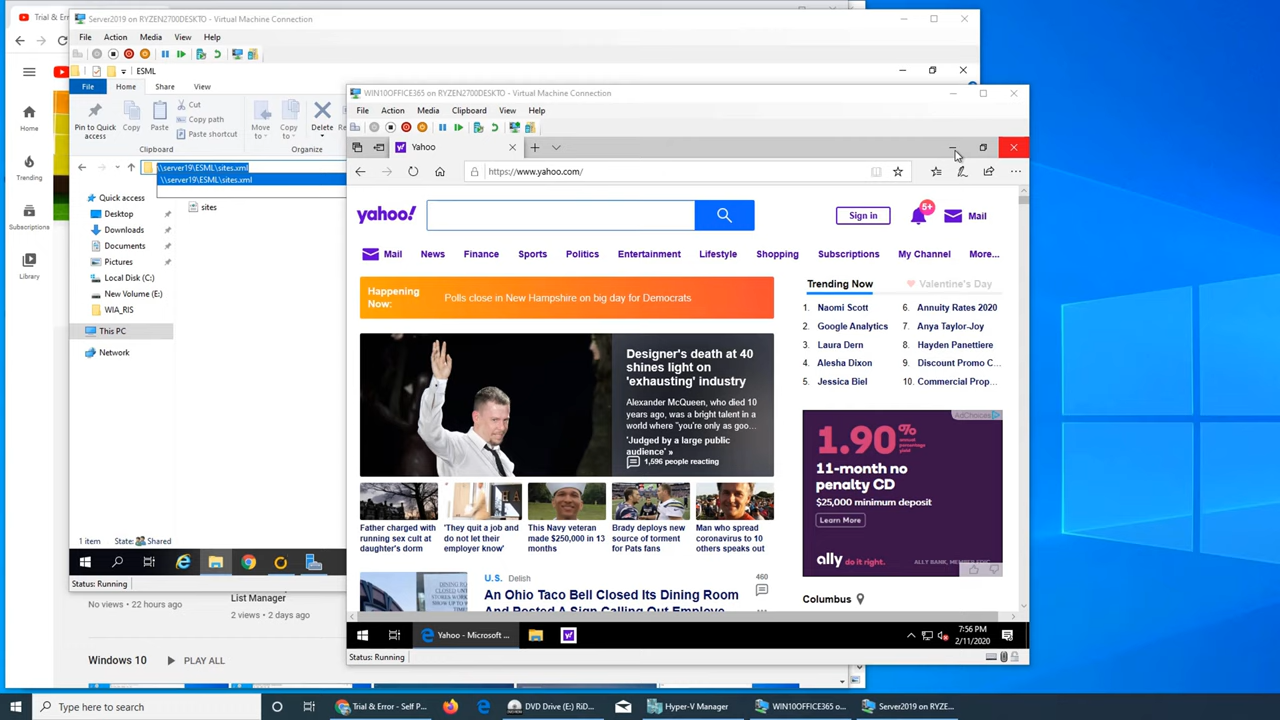 Trial & Erro
Server2019 on RYZEN2700DESKTO - Virtual Machine Connection
File Action Media View Help
ESML
File Home Share View
Pin to Quick access
Copy
Paste
Cut
Copy path
Paste shortcut
Move to
Copy to
Delete
Clipboard
Organize
\\server19\ESML\sites.xml
\\server19\ESML\sites.xml
Quick access
Desktop
Downloads
Documents
Pictures
Local Disk (C:)
New Volume (E:)
WIA_RIS
This PC
Network
sites
1 item State: Shared
Status: Running
Home
Trending
Subscriptions
Library
No views • 22 hours ago
List Manager
2 views • 2 days ago
Windows 10 PLAY ALL
WIN10OFFICE365 on RYZEN2700DESKTO - Virtual Machine Connection
File Action Media Clipboard View Help
Yahoo
https://www.yahoo.com/
yahoo!
Sign in
5+
Mail
Mail News Finance Sports Politics Entertainment Lifestyle Shopping Subscriptions My Channel More...
Happening Now:
Polls close in New Hampshire on big day for Democrats
Designer's death at 40
shines light on
'exhausting' industry
Alexander McQueen, who died 10
years ago, was a bright talent in a
world where "you're only as goo...
'Judged by a large public
audience' »
1,596 people reacting
Father charged with
running sex cult at
daughter's dorm
'They quit a job and
do not let their
employer know'
This Navy veteran
made $250,000 in 13
months
Brady deploys new
source of torment
for Pats fans
Man who spread
coronavirus to 10
others speaks out
U.S. Delish
460
An Ohio Taco Bell Closed Its Dining Room
And Posted A Sign Calling Out Employe
Trending Now
Valentine's Day
1. Naomi Scott
2. Google Analytics
3. Laura Dern
4. Alesha Dixon
5. Jessica Biel
6. Annuity Rates 2020
7. Anya Taylor-Joy
8. Hayden Panettiere
9. Discount Promo C...
10. Commercial Prop...
AdChoices
1.90% annual percentage yield
11-month no
penalty CD
$25,000 minimum deposit
Learn More
ally do it right.
ALLY BANK, MEMBER FDIC
Columbus
Yahoo - Microsoft ...
7:56 PM
2/11/2020
Status: Running
Type here to search
Trial & Error - Self P...
DVD Drive (E:) RiD...
Hyper-V Manager
WIN10OFFICE365 o...
Server2019 on RYZE...